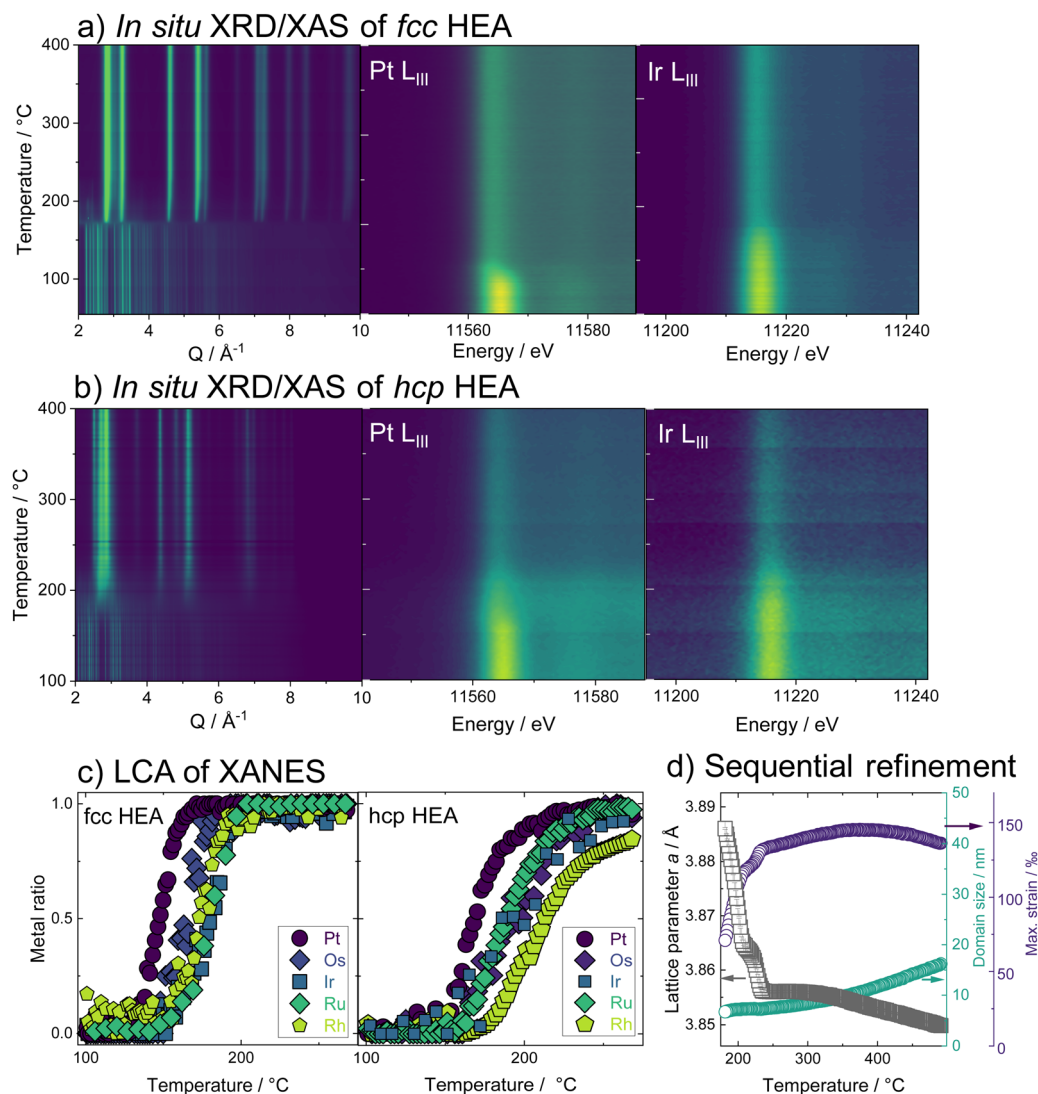 a) In situ XRD/XAS of fcc HEA
400
300
200
100
Temperature / °C
2 4 6 8 10
Q / Å-1
Pt LIII
11560 11580
Energy / eV
Ir LIII
11200 11220 11240
Energy / eV
b) In situ XRD/XAS of hcp HEA
400
300
200
100
Temperature / °C
2 4 6 8 10
Q / Å-1
Pt LIII
11560 11580
Energy / eV
Ir LIII
11200 11220 11240
Energy / eV
c) LCA of XANES
fcc HEA
1.0
0.5
0.0
Metal ratio
Pt
Os
Ir
Ru
Rh
100 200
Temperature / °C
hcp HEA
Pt
Os
Ir
Ru
Rh
100 200
Temperature / °C
d) Sequential refinement
3.89
3.88
3.87
3.86
3.85
Lattice parameter a / Å
200 300 400
Temperature / °C
50
40
30
20
10
0
Domain size / nm
150
100
50
0
Max. strain / ‰